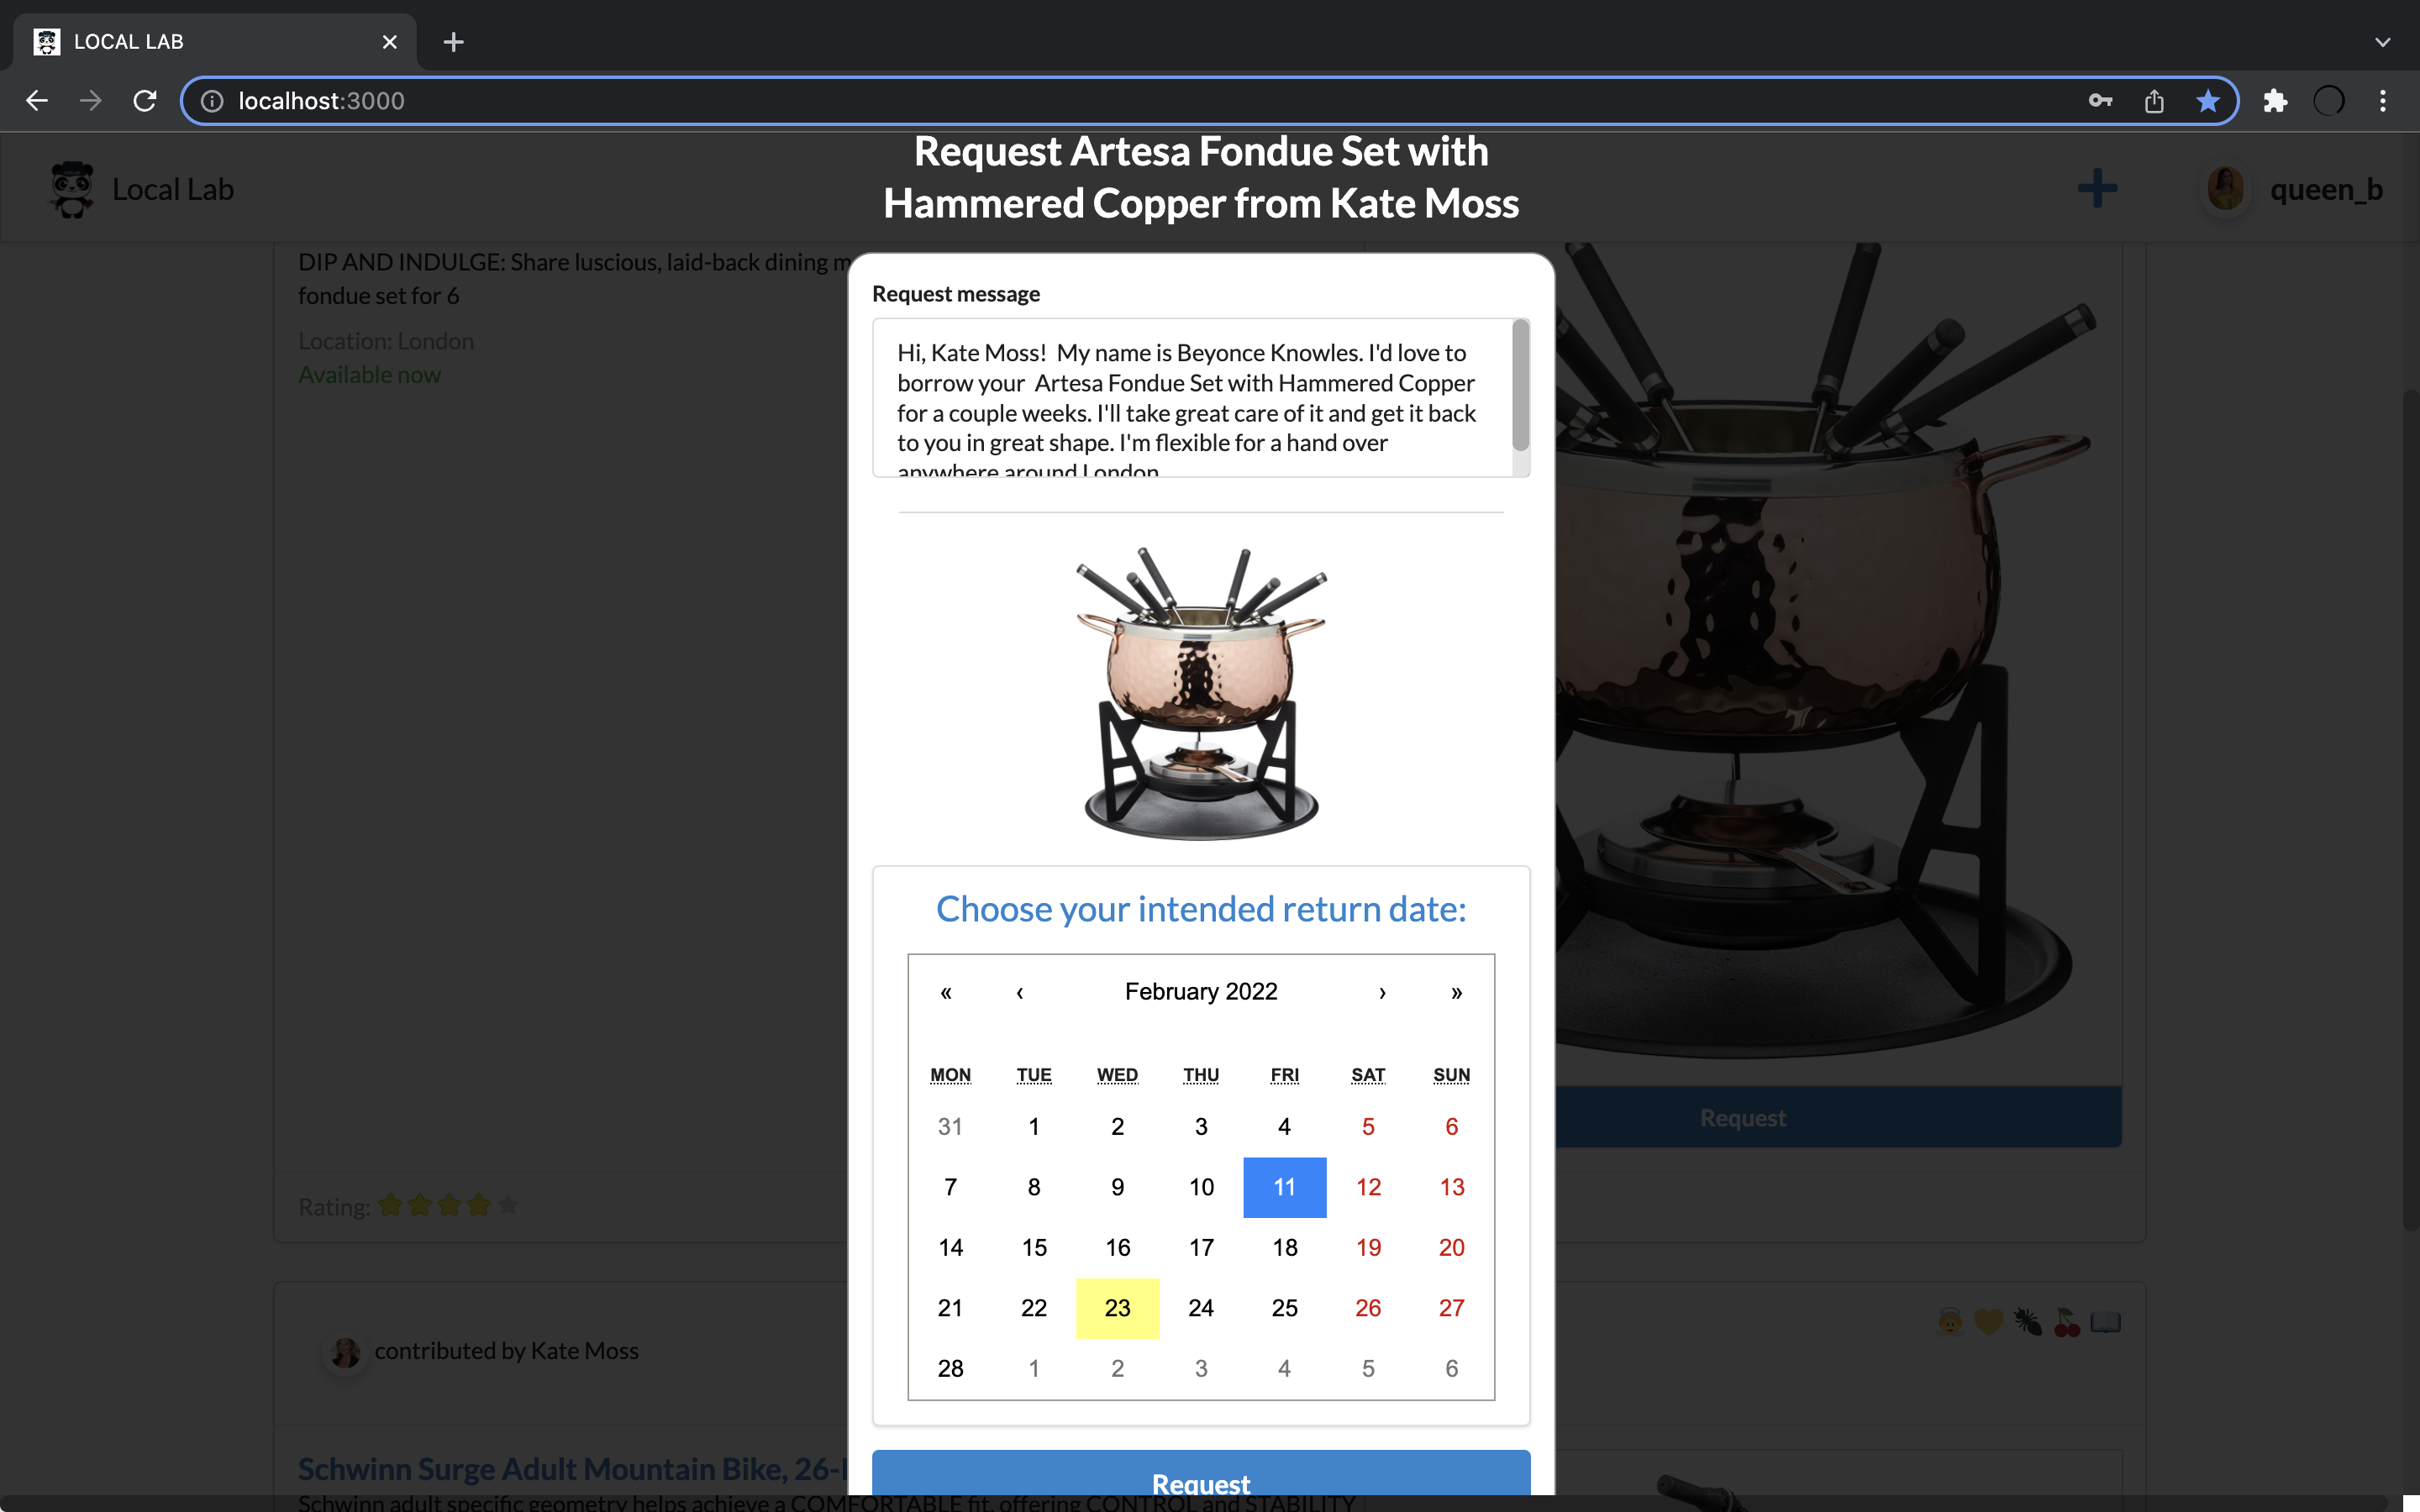 LOCAL LAB
localhost:3000
Request Artesa Fondue Set with
Hammered Copper from Kate Moss
Local Lab
queen_b
DIP AND INDULGE: Share luscious, laid-back dining
fondue set for 6
Location: London
Available now
Request message
Hi, Kate Moss!  My name is Beyonce Knowles. I'd love to
borrow your  Artesa Fondue Set with Hammered Copper
for a couple weeks. I'll take great care of it and get it back
to you in great shape. I'm flexible for a hand over
anywhere around London
Choose your intended return date:
« ‹ February 2022 › »
MON TUE WED THU FRI SAT SUN
31 1 2 3 4 5 6
7 8 9 10 11 12 13
14 15 16 17 18 19 20
21 22 23 24 25 26 27
28 1 2 3 4 5 6
Request
Request
Rating:
contributed by Kate Moss
Schwinn Surge Adult Mountain Bike, 26-
Schwinn adult specific geometry helps achieve a COMFORTABLE fit, offering CONTROL and STABILITY